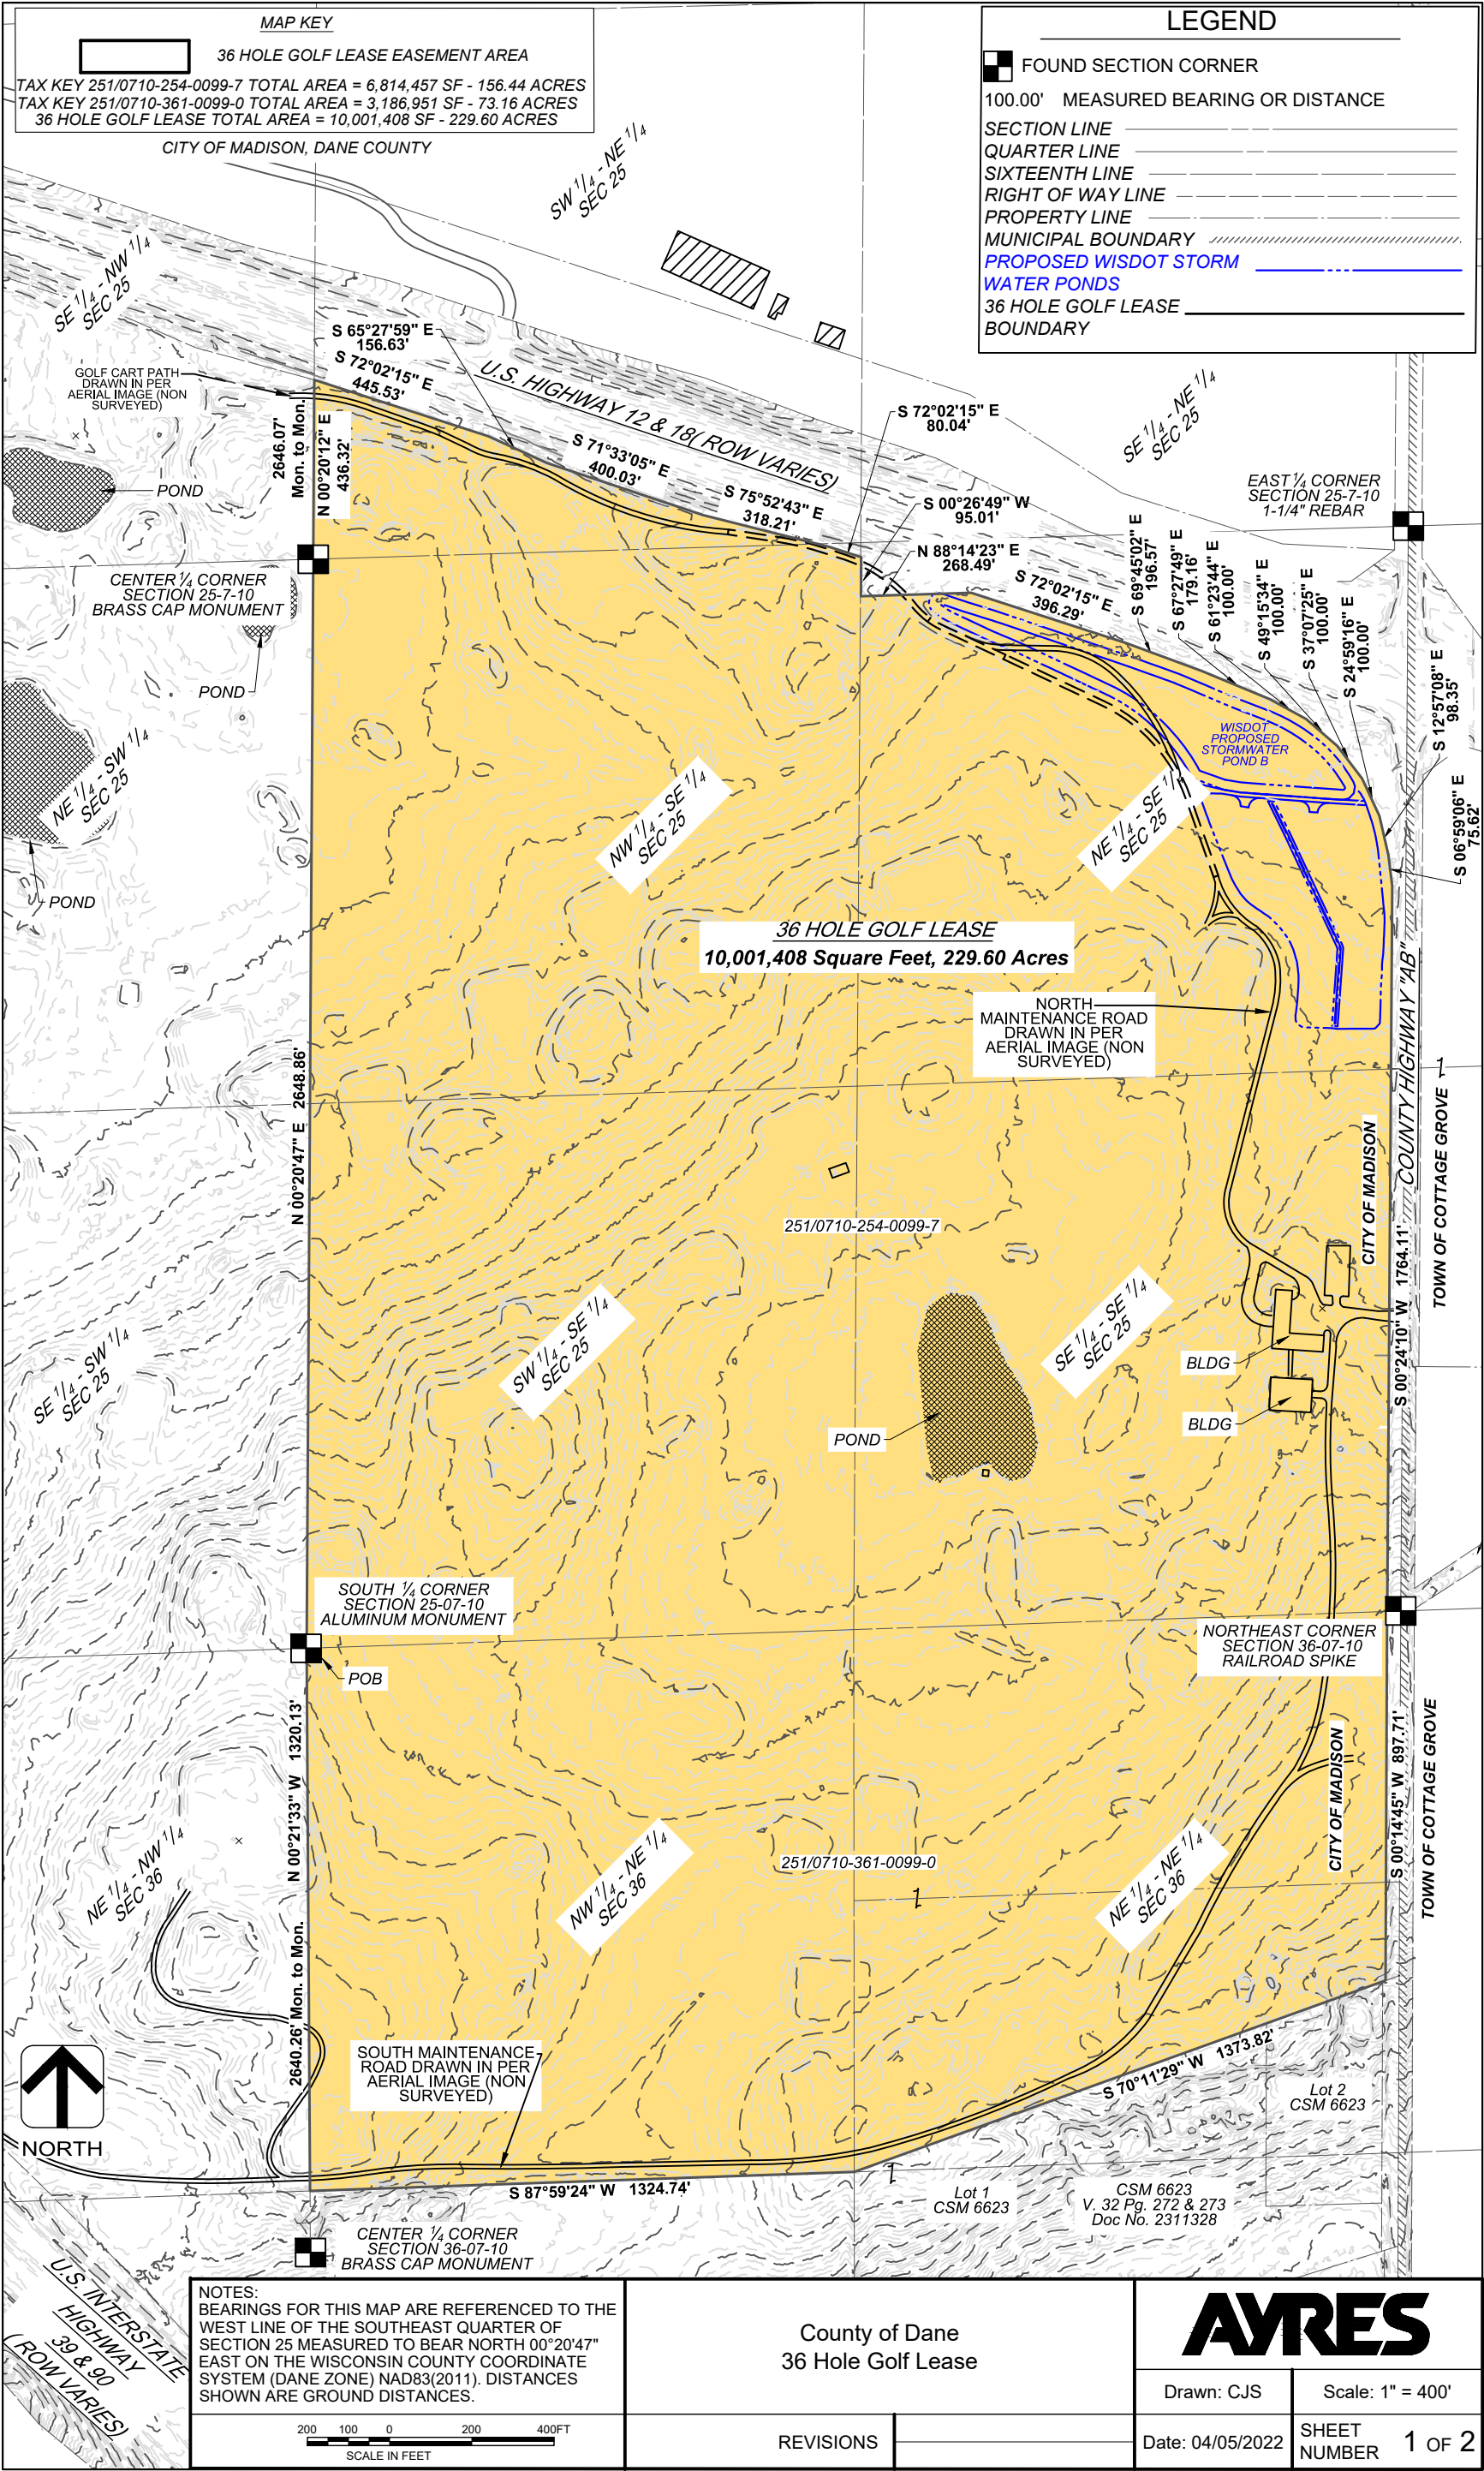 MAP KEY
36 HOLE GOLF LEASE EASEMENT AREA
TAX KEY 251/0710-254-0099-7 TOTAL AREA = 6,814,457 SF - 156.44 ACRES
TAX KEY 251/0710-361-0099-0 TOTAL AREA = 3,186,951 SF - 73.16 ACRES
36 HOLE GOLF LEASE TOTAL AREA = 10,001,408 SF - 229.60 ACRES
CITY OF MADISON, DANE COUNTY
LEGEND
FOUND SECTION CORNER
100.00' MEASURED BEARING OR DISTANCE
SECTION LINE
QUARTER LINE
SIXTEENTH LINE
RIGHT OF WAY LINE
PROPERTY LINE
MUNICIPAL BOUNDARY
PROPOSED WISDOT STORM
WATER PONDS
36 HOLE GOLF LEASE
BOUNDARY
SW 1/4 - NE 1/4
SEC 25
SE 1/4 - NW 1/4
SEC 25
S 65°27'59" E
156.63'
S 72°02'15" E
445.53'
U.S. HIGHWAY 12 & 18( ROW VARIES)
GOLF CART PATH
DRAWN IN PER
AERIAL IMAGE (NON
SURVEYED)
2646.07'
Mon. to Mon.
N 00°20'12" E
436.32'
S 71°33'05" E
400.03'
S 75°52'43" E
318.21'
S 72°02'15" E
80.04'
SE 1/4 - NE 1/4
SEC 25
S 00°26'49" W
95.01'
N 88°14'23" E
268.49'
S 72°02'15" E
396.29'
S 69°45'02" E
196.57'
S 67°27'49" E
179.16'
S 61°23'44" E
100.00'
S 49°15'34" E
100.00'
S 37°07'25" E
100.00'
S 24°59'16" E
100.00'
S 12°57'08" E
98.35'
S 06°59'06" E
75.62'
EAST 1/4 CORNER
SECTION 25-7-10
1-1/4" REBAR
POND
CENTER 1/4 CORNER
SECTION 25-7-10
BRASS CAP MONUMENT
POND
NE 1/4 - SW 1/4
SEC 25
POND
WISDOT
PROPOSED
STORMWATER
POND B
NW 1/4 - SE 1/4
SEC 25
NE 1/4 - SE 1/
SEC 25
36 HOLE GOLF LEASE
10,001,408 Square Feet, 229.60 Acres
NORTH
MAINTENANCE ROAD
DRAWN IN PER
AERIAL IMAGE (NON
SURVEYED)
N 00°20'47" E 2648.86'
COUNTY HIGHWAY "AB"
CITY OF MADISON
TOWN OF COTTAGE GROVE
S 00°24'10" W 1764.11'
251/0710-254-0099-7
SE 1/4 - SW 1/4
SEC 25
SW 1/4 - SE 1/4
SEC 25
SE 1/4 - SE 1/4
SEC 25
BLDG
BLDG
POND
SOUTH 1/4 CORNER
SECTION 25-07-10
ALUMINUM MONUMENT
POB
NORTHEAST CORNER
SECTION 36-07-10
RAILROAD SPIKE
N 00°21'33" W 1320.13'
2640.26' Mon. to Mon.
CITY OF MADISON
S 00°14'45" W 897.71'
TOWN OF COTTAGE GROVE
NE 1/4 - NW 1/4
SEC 36
NW 1/4 - NE 1/4
SEC 36
251/0710-361-0099-0
NE 1/4 - NE 1/4
SEC 36
SOUTH MAINTENANCE
ROAD DRAWN IN PER
AERIAL IMAGE (NON
SURVEYED)
NORTH
S 70°11'29" W 1373.82'
Lot 2
CSM 6623
S 87°59'24" W 1324.74'
Lot 1
CSM 6623
CSM 6623
V. 32 Pg. 272 & 273
Doc No. 2311328
CENTER 1/4 CORNER
SECTION 36-07-10
BRASS CAP MONUMENT
U.S. INTERSTATE
HIGHWAY
39 & 90
(ROW VARIES)
NOTES:
BEARINGS FOR THIS MAP ARE REFERENCED TO THE
WEST LINE OF THE SOUTHEAST QUARTER OF
SECTION 25 MEASURED TO BEAR NORTH 00°20'47"
EAST ON THE WISCONSIN COUNTY COORDINATE
SYSTEM (DANE ZONE) NAD83(2011). DISTANCES
SHOWN ARE GROUND DISTANCES.
200 100 0 200 400FT
SCALE IN FEET
County of Dane
36 Hole Golf Lease
REVISIONS
AYRES
Drawn: CJS
Scale: 1" = 400'
Date: 04/05/2022
SHEET
NUMBER 1 OF 2